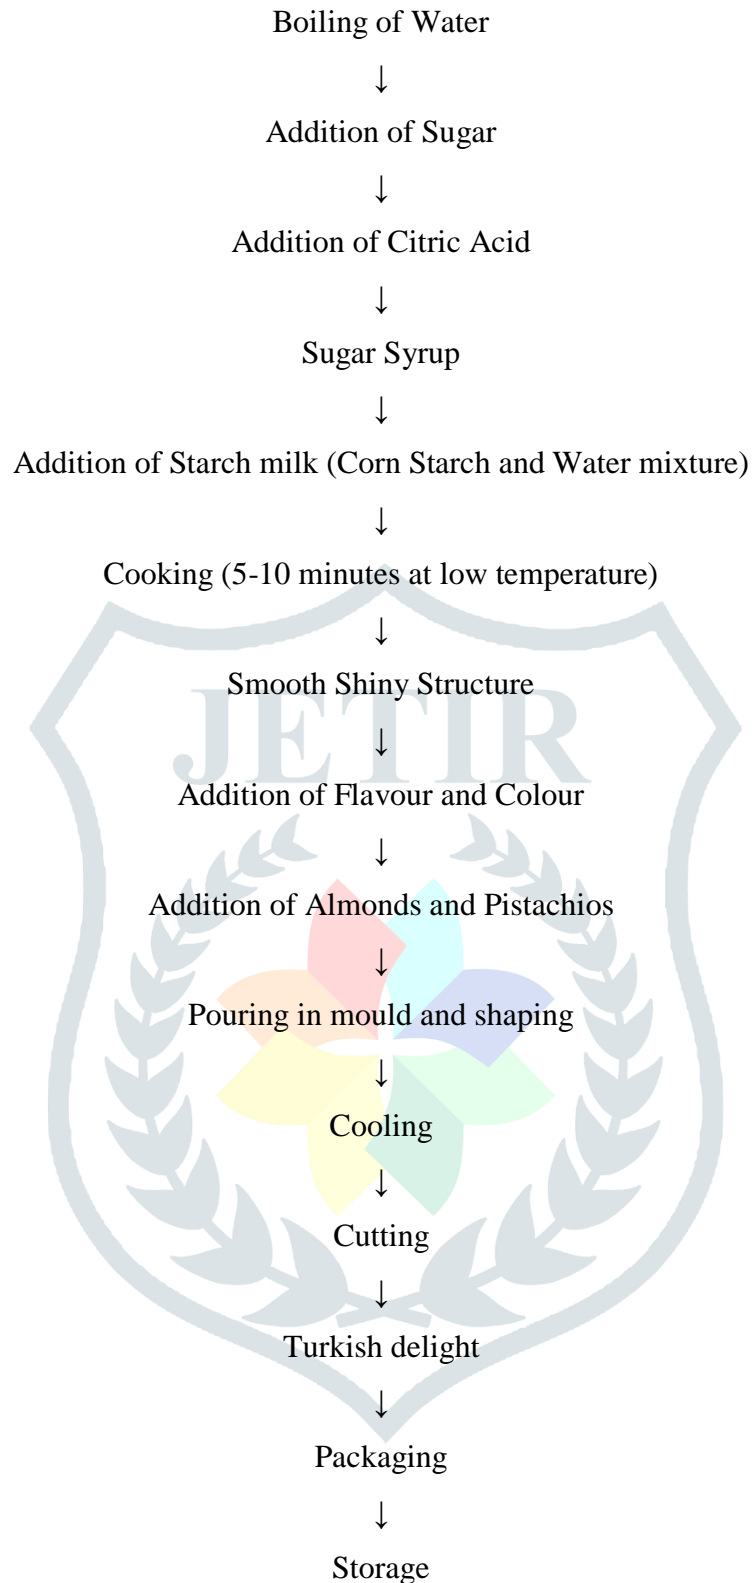 Boiling of Water
↓
Addition of Sugar
↓
Addition of Citric Acid
↓
Sugar Syrup
↓
Addition of Starch milk (Corn Starch and Water mixture)
↓
Cooking (5-10 minutes at low temperature)
↓
Smooth Shiny Structure
↓
JETIR
Addition of Flavour and Colour
↓
Addition of Almonds and Pistachios
↓
Pouring in mould and shaping
↓
Cooling
↓
Cutting
↓
Turkish delight
↓
Packaging
↓
Storage